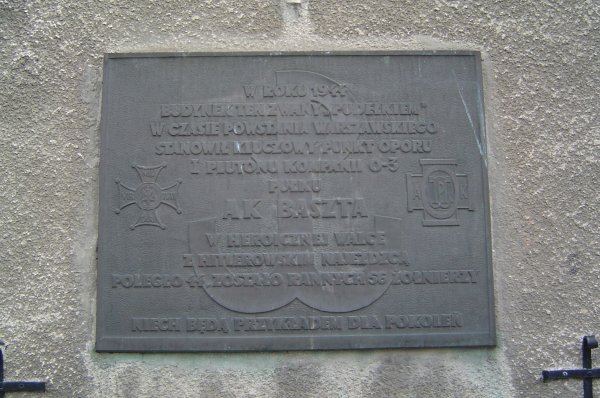 W ROKU 1944
BUDYNEK TEN ZWANY „PUDEŁKIEM"
W CZASIE POWSTANIA WARSZAWSKIEGO
STANOWIŁ KLUCZOWY PUNKT OPORU
I PLUTONU KOMPANII O-3
PUŁKU
AK BASZTA
W HEROICZNEJ WALCE
Z HITLEROWSKIM NAJEŹDŹCĄ
POLEGŁO 44 ZOSTAŁO RANNYCH 56 ŻOŁNIERZY
NIECH BĘDĄ PRZYKŁADEM DLA POKOLEŃ
A K